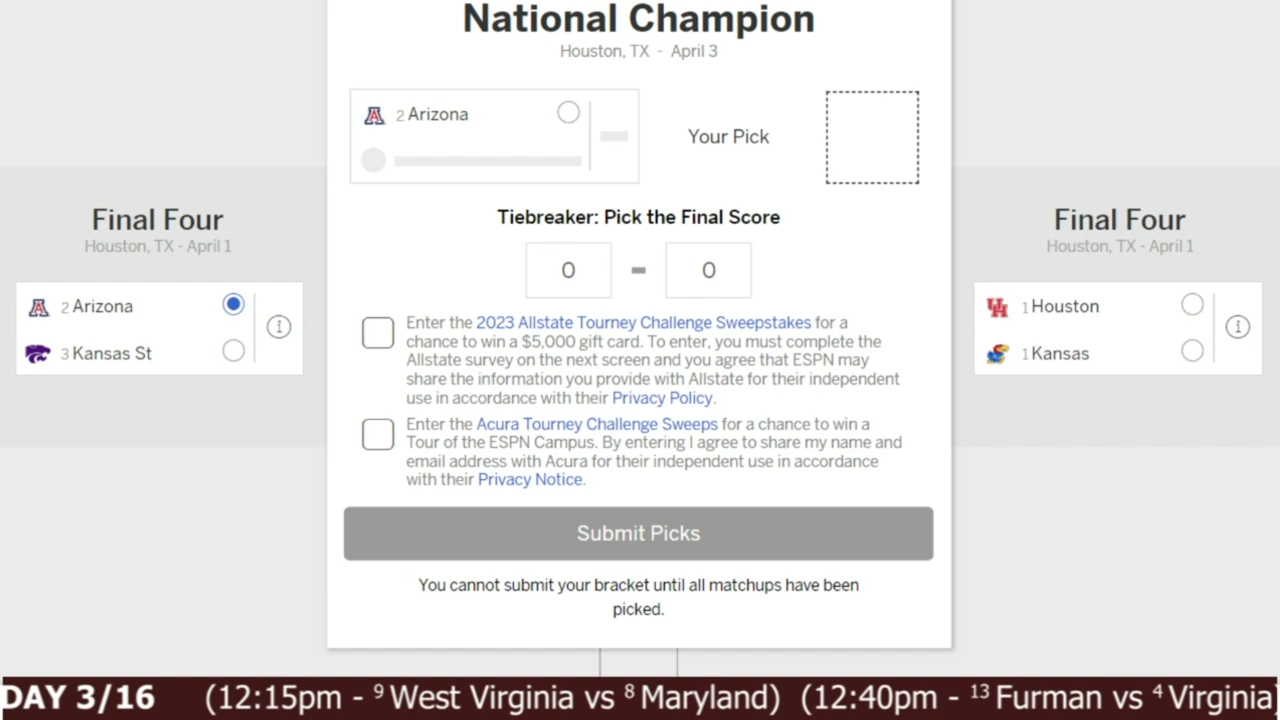 National Champion
Houston, TX - April 3
2 Arizona
Your Pick
Tiebreaker: Pick the Final Score
0 - 0
Final Four
Houston, TX - April 1
2 Arizona
3 Kansas St
Final Four
Houston, TX - April 1
1 Houston
1 Kansas
Enter the 2023 Allstate Tourney Challenge Sweepstakes for a
chance to win a $5,000 gift card. To enter, you must complete the
Allstate survey on the next screen and you agree that ESPN may
share the information you provide with Allstate for their independent
use in accordance with their Privacy Policy.
Enter the Acura Tourney Challenge Sweeps for a chance to win a
Tour of the ESPN Campus. By entering I agree to share my name and
email address with Acura for their independent use in accordance
with their Privacy Notice.
Submit Picks
You cannot submit your bracket until all matchups have been
picked.
DAY 3/16 (12:15pm - 9 West Virginia vs 8 Maryland) (12:40pm - 13 Furman vs 4 Virginia)